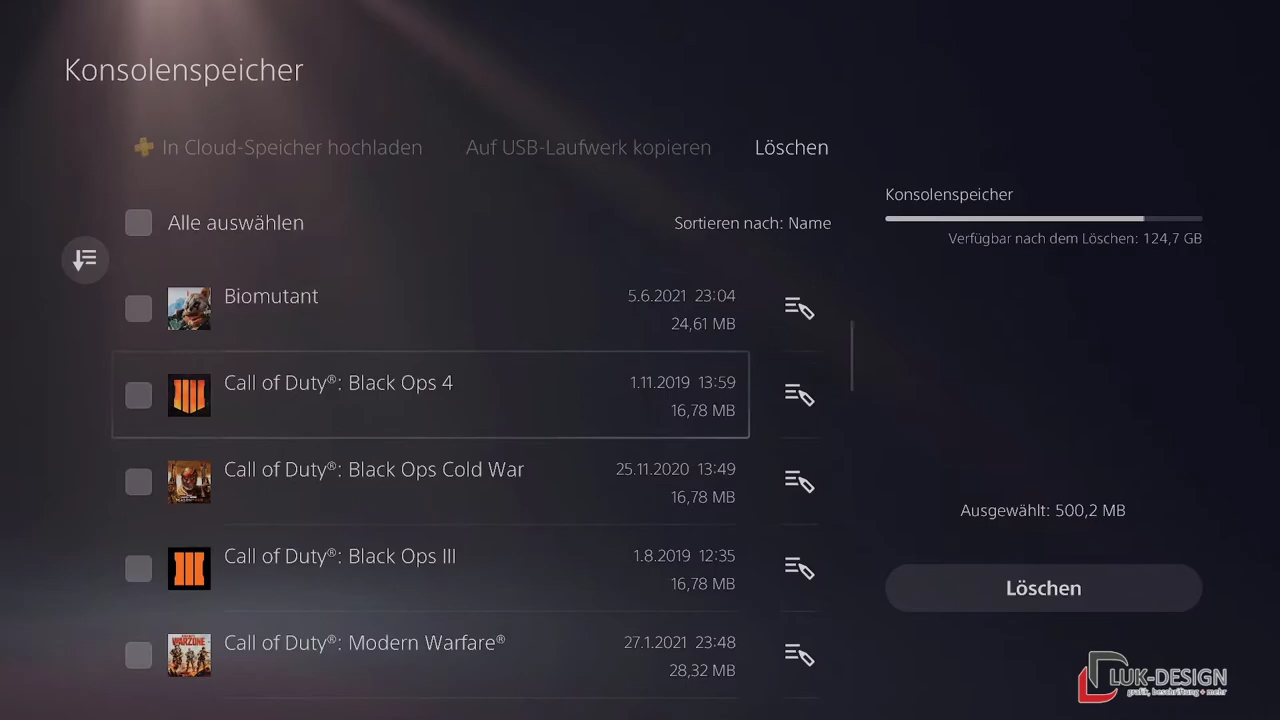 Konsolenspeicher
In Cloud-Speicher hochladen
Auf USB-Laufwerk kopieren
Löschen
Alle auswählen
Sortieren nach: Name
Biomutant
5.6.2021 23:04
24,61 MB
Call of Duty®: Black Ops 4
1.11.2019 13:59
16,78 MB
Call of Duty®: Black Ops Cold War
25.11.2020 13:49
16,78 MB
Call of Duty®: Black Ops III
1.8.2019 12:35
16,78 MB
WARZONE
Call of Duty®: Modern Warfare®
27.1.2021 23:48
28,32 MB
Konsolenspeicher
Verfügbar nach dem Löschen: 124,7 GB
Ausgewählt: 500,2 MB
Löschen
LUK-DESIGN
grafik, beschriftung + mehr